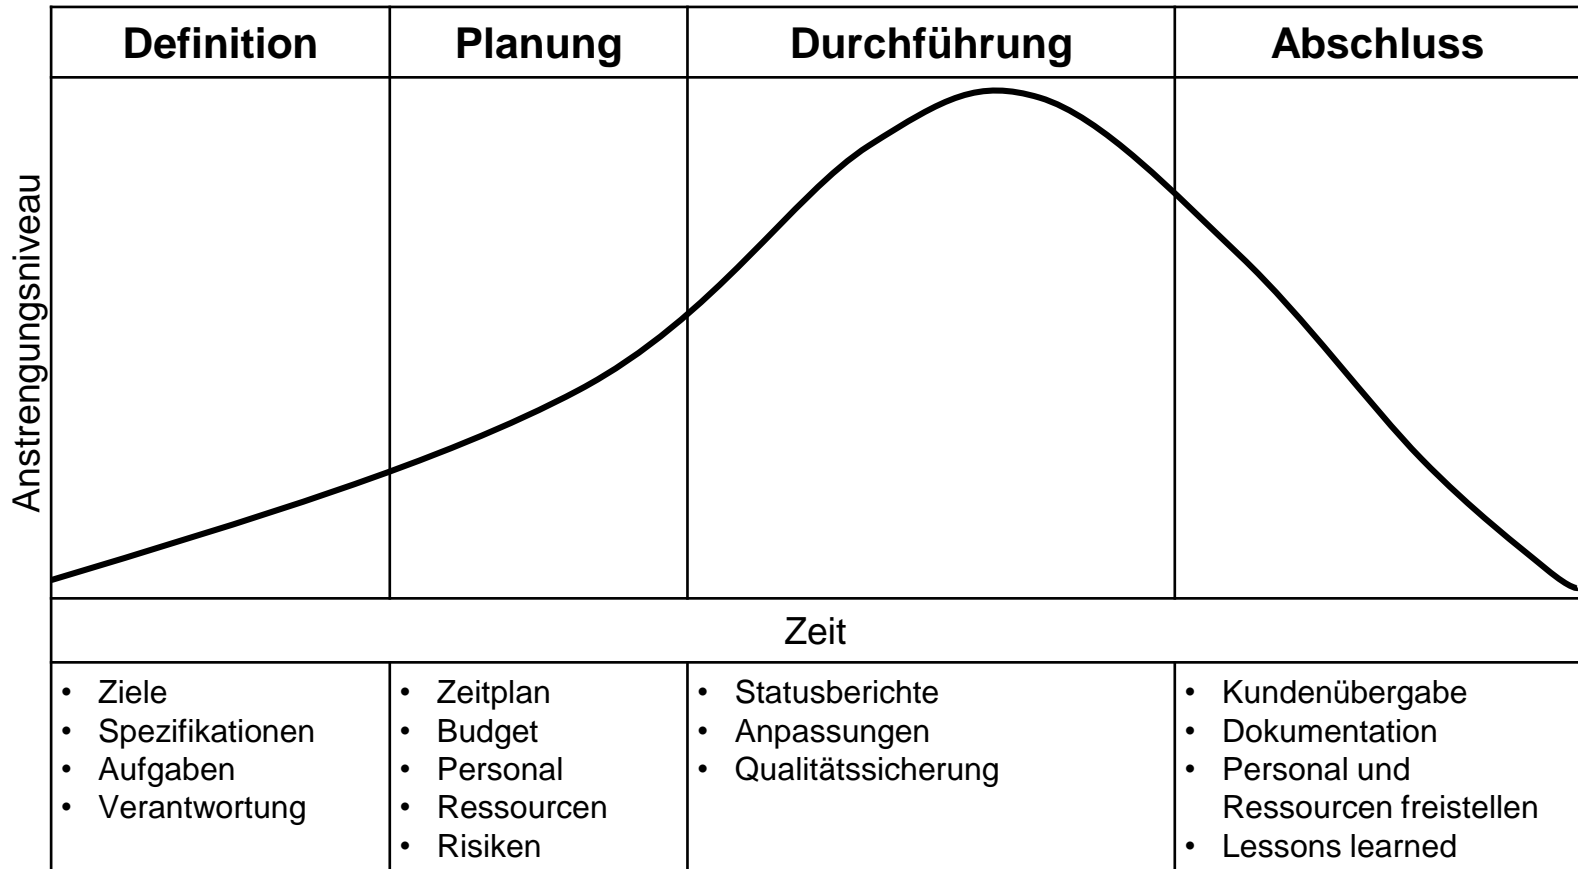 Definition
Planung
Durchführung
Abschluss
Anstrengungsniveau
Zeit
• Ziele
• Spezifikationen
• Aufgaben
• Verantwortung
• Zeitplan
• Budget
• Personal
• Ressourcen
• Risiken
• Statusberichte
• Anpassungen
• Qualitätssicherung
• Kundenübergabe
• Dokumentation
• Personal und
Ressourcen freistellen
• Lessons learned